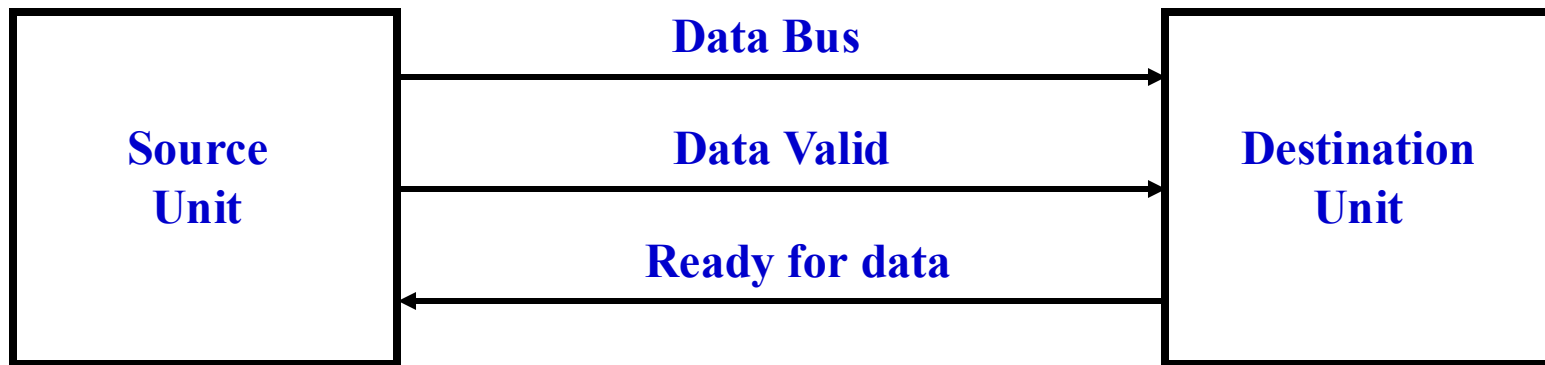 Data Bus
Source
Unit
Data Valid
Destination
Unit
Ready for data